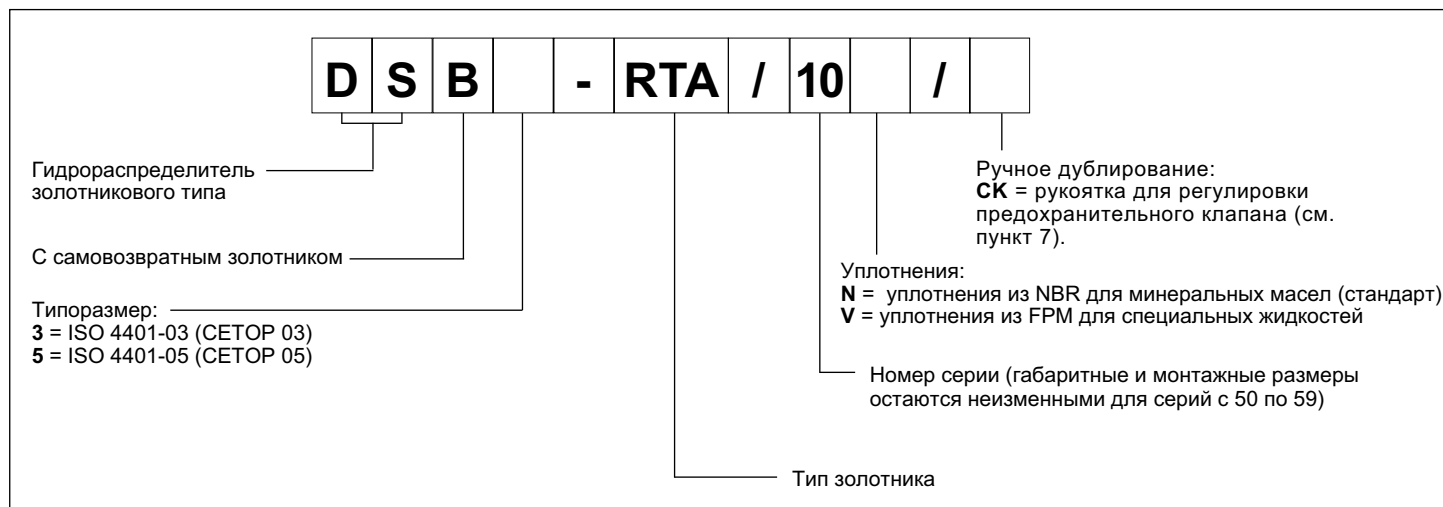 DSB - RTA / 10 /
Гидрораспределитель
золотникового типа
С самовозвратным золотником
Типоразмер:
3 = ISO 4401-03 (СЕТОР 03)
5 = ISO 4401-05 (СЕТОР 05)
Ручное дублирование:
CK = рукоятка для регулировки
предохранительного клапана (см.
пункт 7).
Уплотнения:
N = уплотнения из NBR для минеральных масел (стандарт)
V = уплотнения из FPM для специальных жидкостей
Номер серии (габаритные и монтажные размеры
остаются неизменными для серий с 50 по 59)
Тип золотника